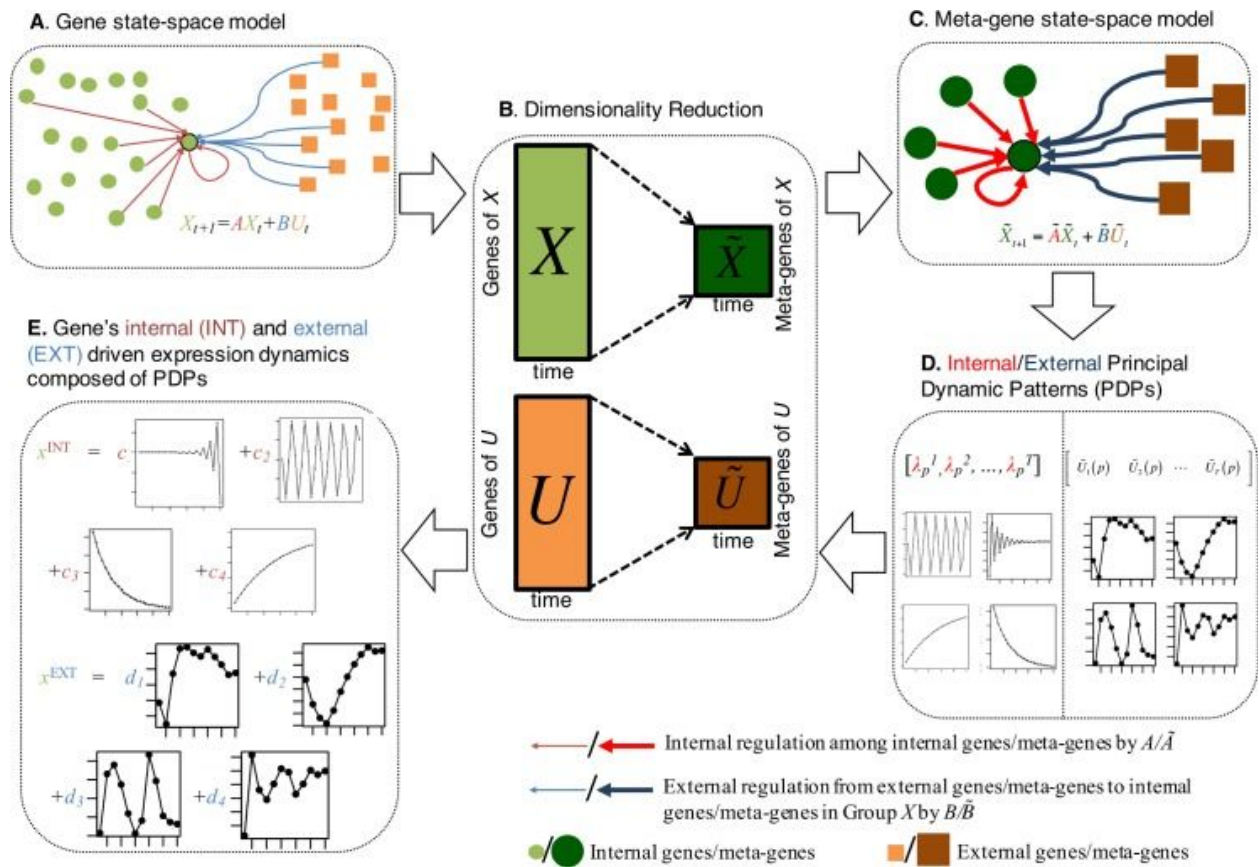 A. Gene state-space model
X_{t+1}=AX_t+BU_t
B. Dimensionality Reduction
Genes of X
X
time
X̃
time
Meta-genes of X
Genes of U
U
time
Ũ
time
Meta-genes of U
C. Meta-gene state-space model
X̃_{t+1} = ÃX̃_t + B̃Ũ_t
D. Internal/External Principal
Dynamic Patterns (PDPs)
[λ_p^1, λ_p^2, ..., λ_p^T]
[Ũ_1(p) Ũ_2(p) ⋯ Ũ_T(p)]
E. Gene's internal (INT) and external
(EXT) driven expression dynamics
composed of PDPs
x^{INT} = c +c_2
+c_3 +c_4
x^{EXT} = d_1 +d_2
+d_3 +d_4
/ Internal regulation among internal genes/meta-genes by A/Ã
/ External regulation from external genes/meta-genes to internal
genes/meta-genes in Group X by B/B̃
/ Internal genes/meta-genes
/ External genes/meta-genes